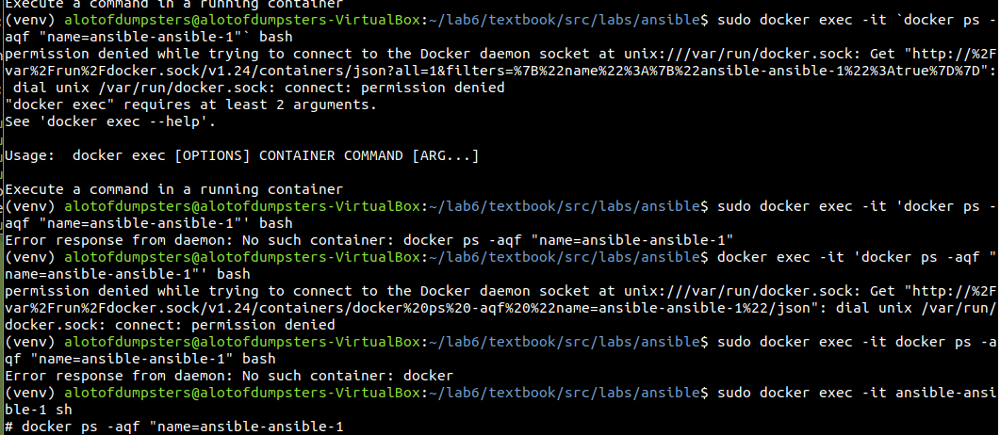 Execute a command in a running container
(venv) alotofdumpsters@alotofdumpsters-VirtualBox:~/lab6/textbook/src/labs/ansible$ sudo docker exec -it `docker ps -
aqf "name=ansible-ansible-1"` bash
permission denied while trying to connect to the Docker daemon socket at unix:///var/run/docker.sock: Get "http://%2F
var%2Frun%2Fdocker.sock/v1.24/containers/json?all=1&filters=%7B%22name%22%3A%7B%22ansible-ansible-1%22%3Atrue%7D%7D":
 dial unix /var/run/docker.sock: connect: permission denied
"docker exec" requires at least 2 arguments.
See 'docker exec --help'.
Usage:  docker exec [OPTIONS] CONTAINER COMMAND [ARG...]
Execute a command in a running container
(venv) alotofdumpsters@alotofdumpsters-VirtualBox:~/lab6/textbook/src/labs/ansible$ sudo docker exec -it 'docker ps -
aqf "name=ansible-ansible-1"' bash
Error response from daemon: No such container: docker ps -aqf "name=ansible-ansible-1"
(venv) alotofdumpsters@alotofdumpsters-VirtualBox:~/lab6/textbook/src/labs/ansible$ docker exec -it 'docker ps -aqf "
name=ansible-ansible-1"' bash
permission denied while trying to connect to the Docker daemon socket at unix:///var/run/docker.sock: Get "http://%2F
var%2Frun%2Fdocker.sock/v1.24/containers/docker%20ps%20-aqf%20%22name=ansible-ansible-1%22/json": dial unix /var/run/
docker.sock: connect: permission denied
(venv) alotofdumpsters@alotofdumpsters-VirtualBox:~/lab6/textbook/src/labs/ansible$ sudo docker exec -it docker ps -a
qf "name=ansible-ansible-1" bash
Error response from daemon: No such container: docker
(venv) alotofdumpsters@alotofdumpsters-VirtualBox:~/lab6/textbook/src/labs/ansible$ sudo docker exec -it ansible-ansi
ble-1 sh
# docker ps -aqf "name=ansible-ansible-1